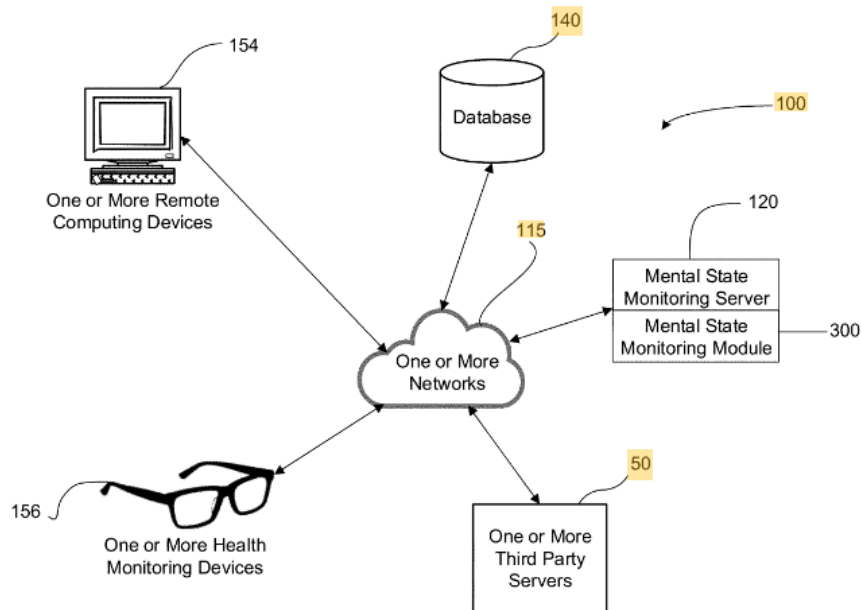 154
140
100
Database
One or More Remote
Computing Devices
115
120
Mental State
Monitoring Server
Mental State
Monitoring Module
300
One or More
Networks
50
156
One or More Health
Monitoring Devices
One or More
Third Party
Servers